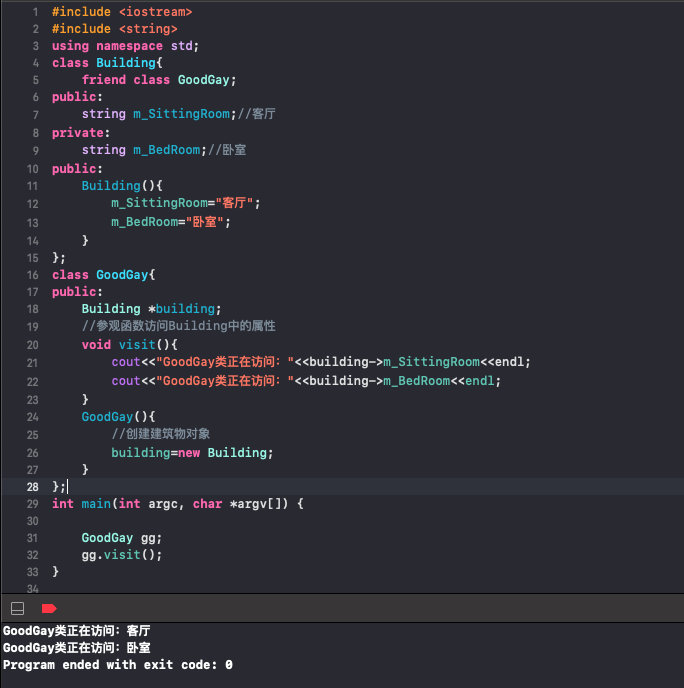 1 #include <iostream>
2 #include <string>
3 using namespace std;
4 class Building{
5     friend class GoodGay;
6 public:
7     string m_SittingRoom;//客厅
8 private:
9     string m_BedRoom;//卧室
10 public:
11     Building(){
12         m_SittingRoom="客厅";
13         m_BedRoom="卧室";
14     }
15 };
16 class GoodGay{
17 public:
18     Building *building;
19     //参观函数访问Building中的属性
20     void visit(){
21         cout<<"GoodGay类正在访问："<<building->m_SittingRoom<<endl;
22         cout<<"GoodGay类正在访问："<<building->m_BedRoom<<endl;
23     }
24     GoodGay(){
25         //创建建筑物对象
26         building=new Building;
27     }
28 };
29 int main(int argc, char *argv[]) {
30
31     GoodGay gg;
32     gg.visit();
33 }
34
GoodGay类正在访问：客厅
GoodGay类正在访问：卧室
Program ended with exit code: 0